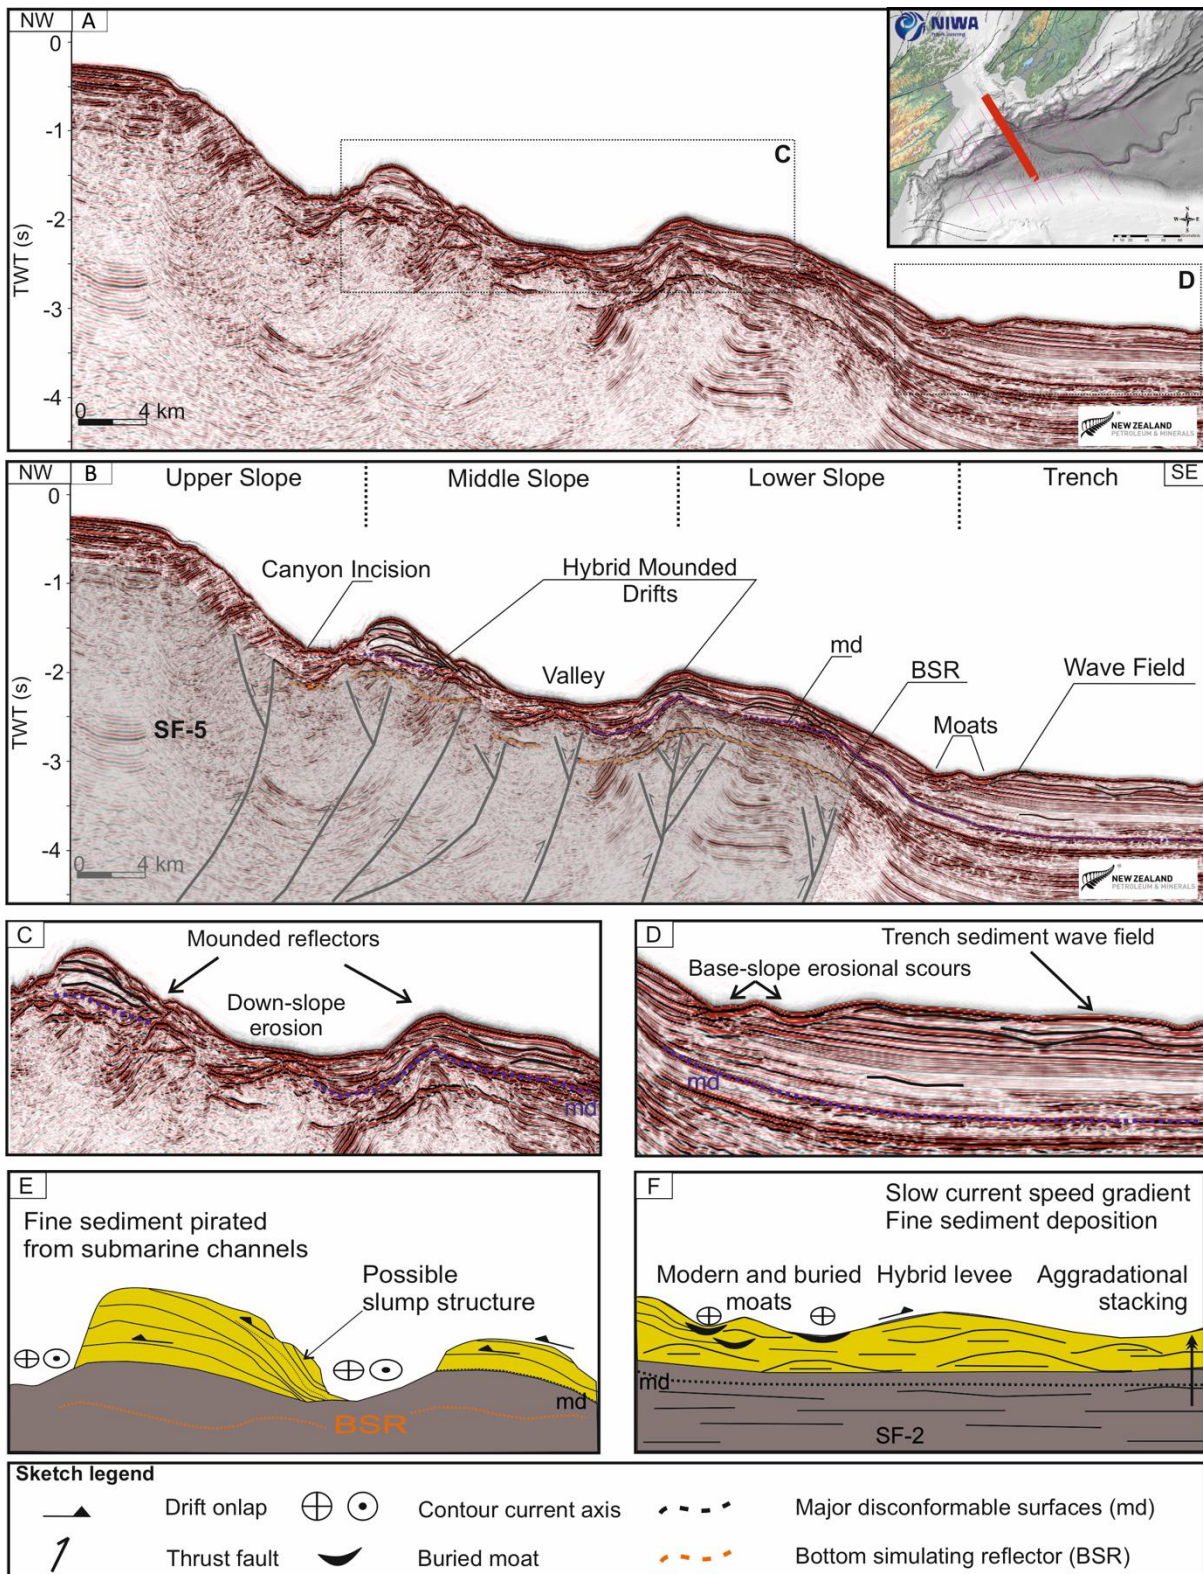 NW
A
0
-1
-2
-3
-4
TWT (s)
C
D
0 4 km
NIWA
NEW ZEALAND
PETROLEUM & MINERALS
NW
B
Upper Slope
Middle Slope
Lower Slope
Trench
SE
0
-1
-2
-3
-4
TWT (s)
Canyon Incision
Hybrid Mounded
Drifts
Valley
md
BSR
Wave Field
Moats
SF-5
0 4 km
NEW ZEALAND
PETROLEUM & MINERALS
C
Mounded reflectors
Down-slope
erosion
md
D
Trench sediment wave field
Base-slope erosional scours
md
E
Fine sediment pirated
from submarine channels
Possible
slump structure
md
BSR
F
Slow current speed gradient
Fine sediment deposition
Modern and buried
moats
Hybrid levee
Aggradational
stacking
md
SF-2
Sketch legend
Drift onlap
Contour current axis
Major disconformable surfaces (md)
Thrust fault
Buried moat
Bottom simulating reflector (BSR)